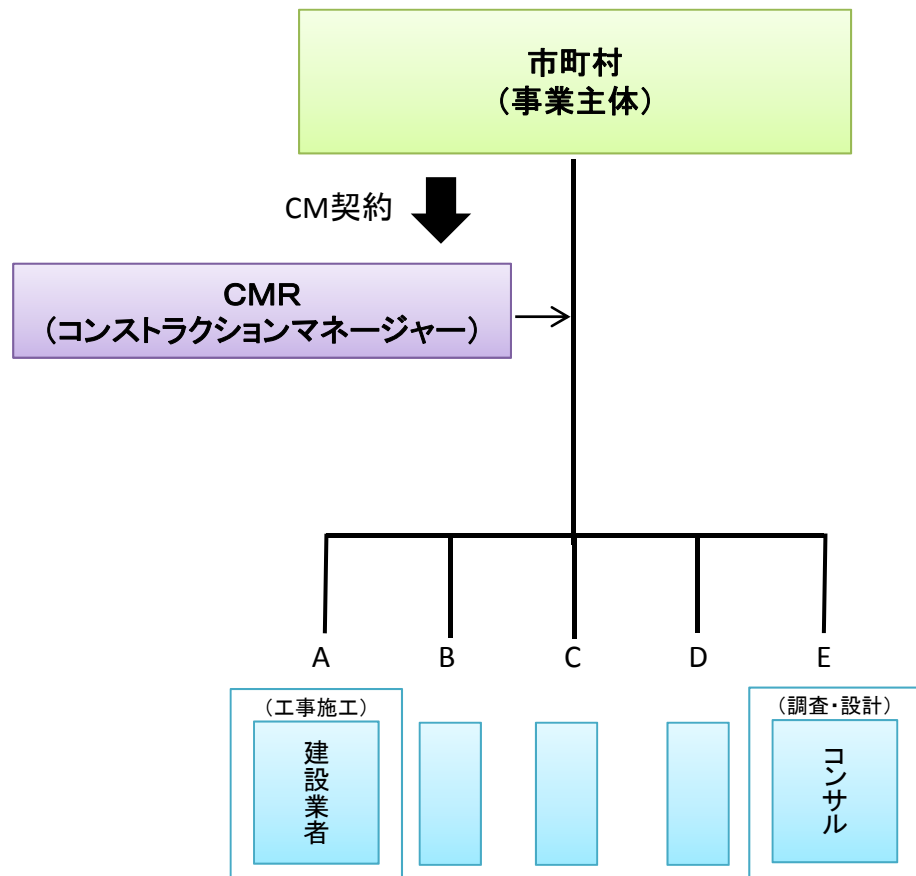 市町村
（事業主体）
CM契約
ＣＭＲ
（コンストラクションマネージャー）
A
B
C
D
E
（工事施工）
建設業者
（調査・設計）
コンサル